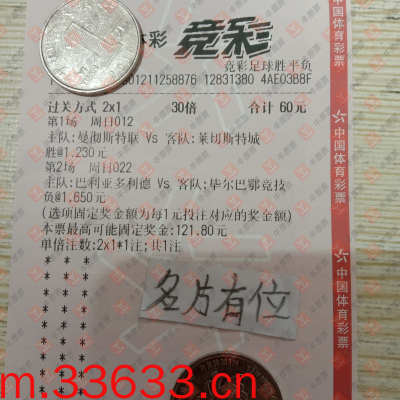 体彩 竞彩
竞彩足球胜平负
01211258876 12831380 4AE03B8F
过关方式 2x1 30倍 合计 60元
第1场 周日012
主队:曼彻斯特联 Vs 客队:莱切斯特城
胜@1.230元
第2场 周日022
主队:巴利亚多利德 Vs 客队:毕尔巴鄂竞技
负@1.650元
(选项固定奖金额为每1元投注对应的奖金额)
本票最高可能固定奖金:121.80元
单倍注数:2x1*1注;共1注
名片有位
m.33633.cn
中国体育彩票
中国体育彩票
中国体育彩票